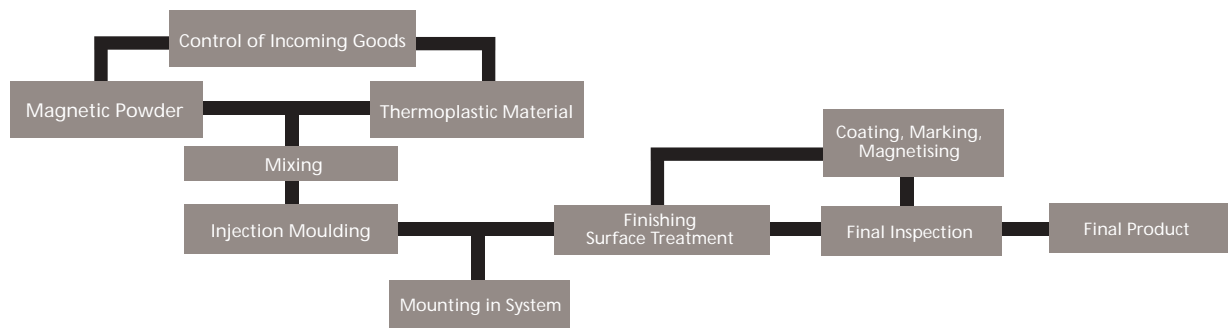 Control of Incoming Goods
Magnetic Powder
Thermoplastic Material
Mixing
Injection Moulding
Mounting in System
Finishing
Surface Treatment
Coating, Marking,
Magnetising
Final Inspection
Final Product